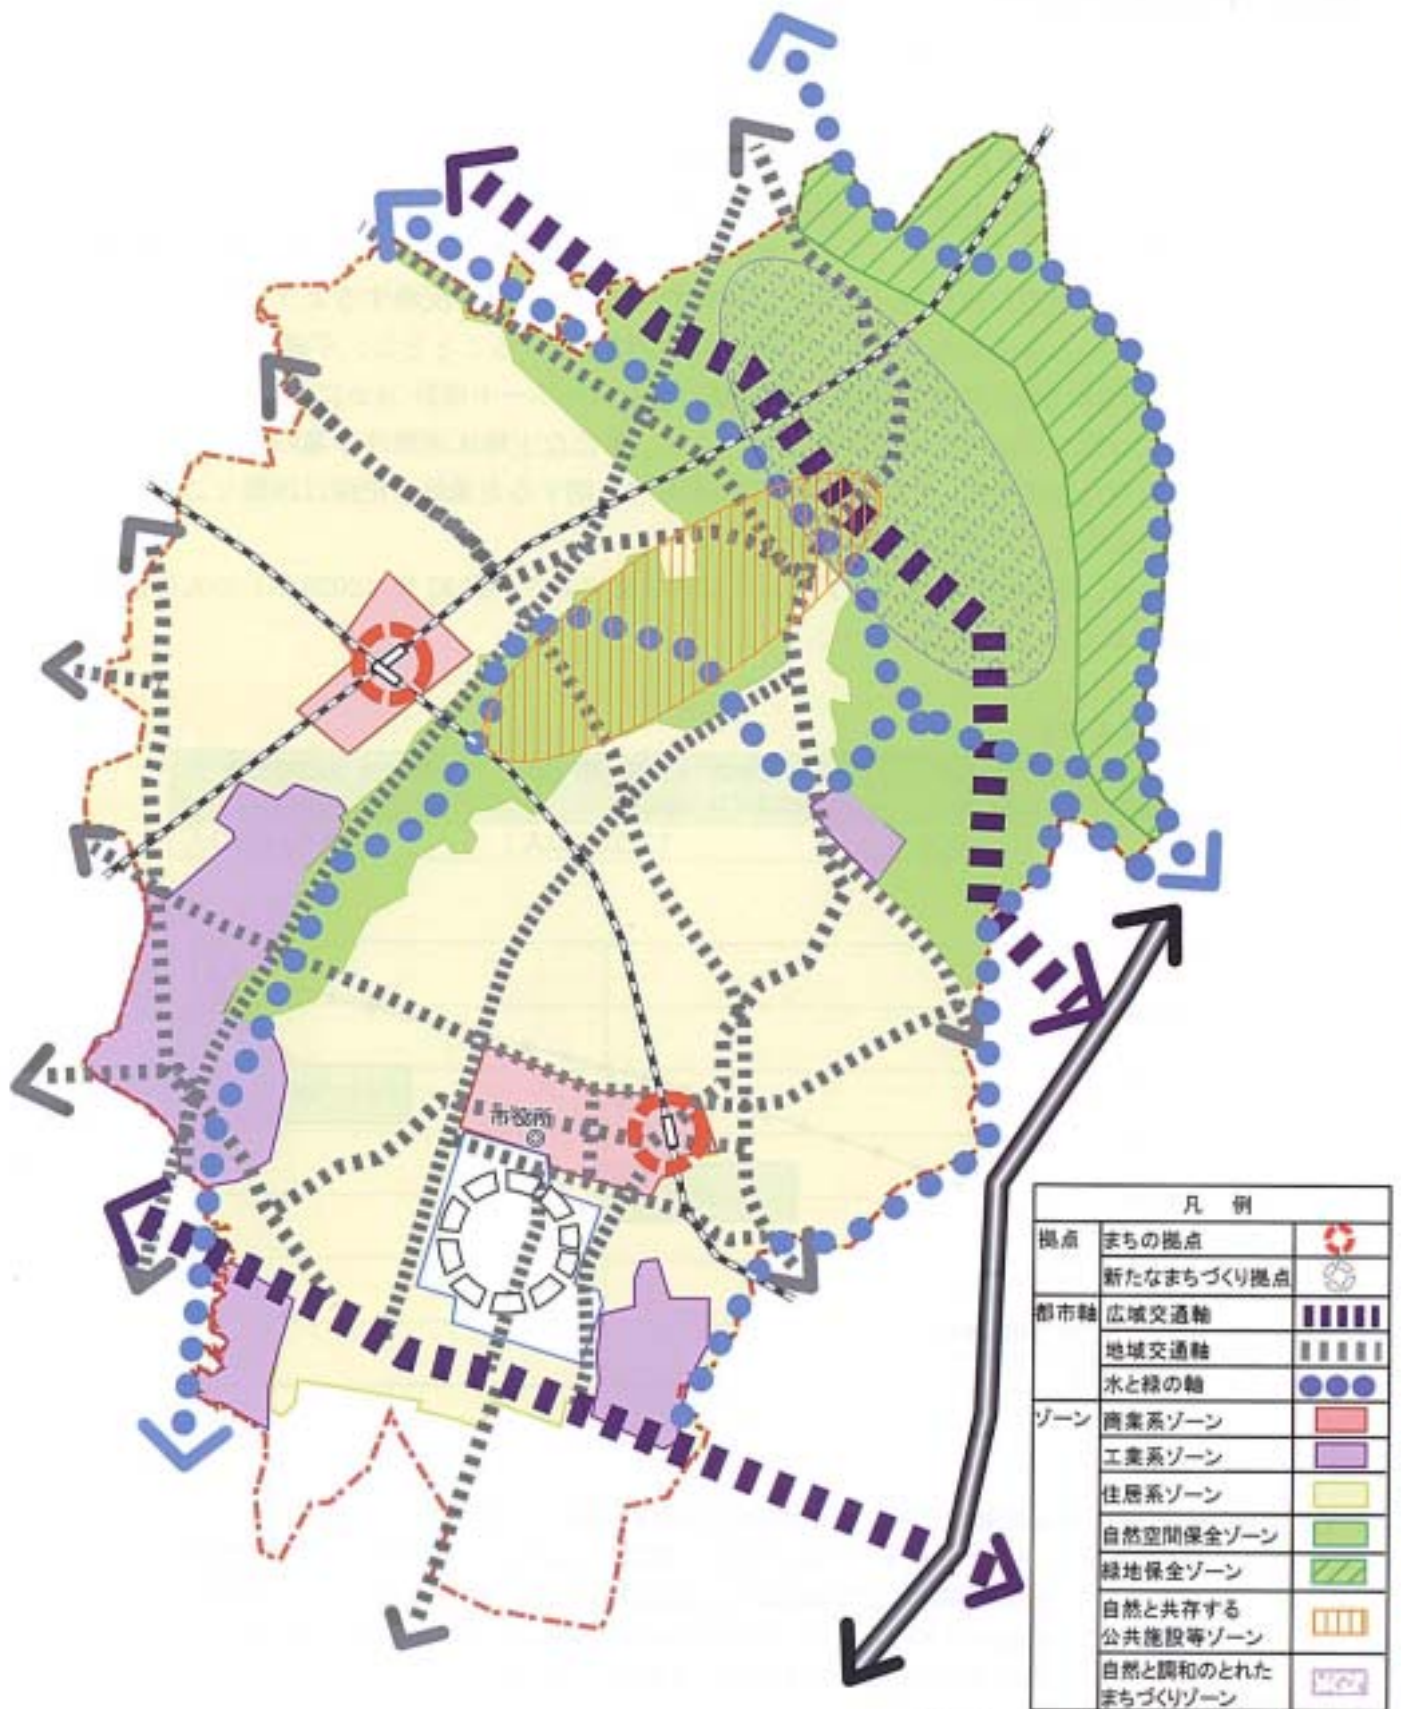 市役所
凡 例
拠点
まちの拠点
新たなまちづくり拠点
都市軸
広域交通軸
地域交通軸
水と緑の軸
ゾーン
商業系ゾーン
工業系ゾーン
住居系ゾーン
自然空間保全ゾーン
緑地保全ゾーン
自然と共存する
公共施設等ゾーン
自然と調和のとれた
まちづくりゾーン